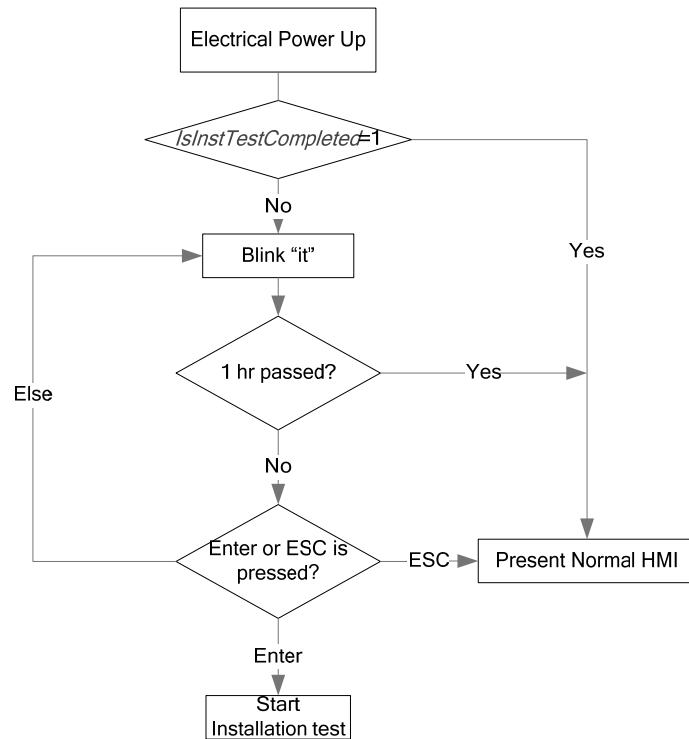 Electrical Power Up
IsInstTestCompleted=1
No
Blink “it”
Yes
1 hr passed?
Yes
Else
No
Enter or ESC is
pressed?
ESC
Present Normal HMI
Enter
Start
Installation test